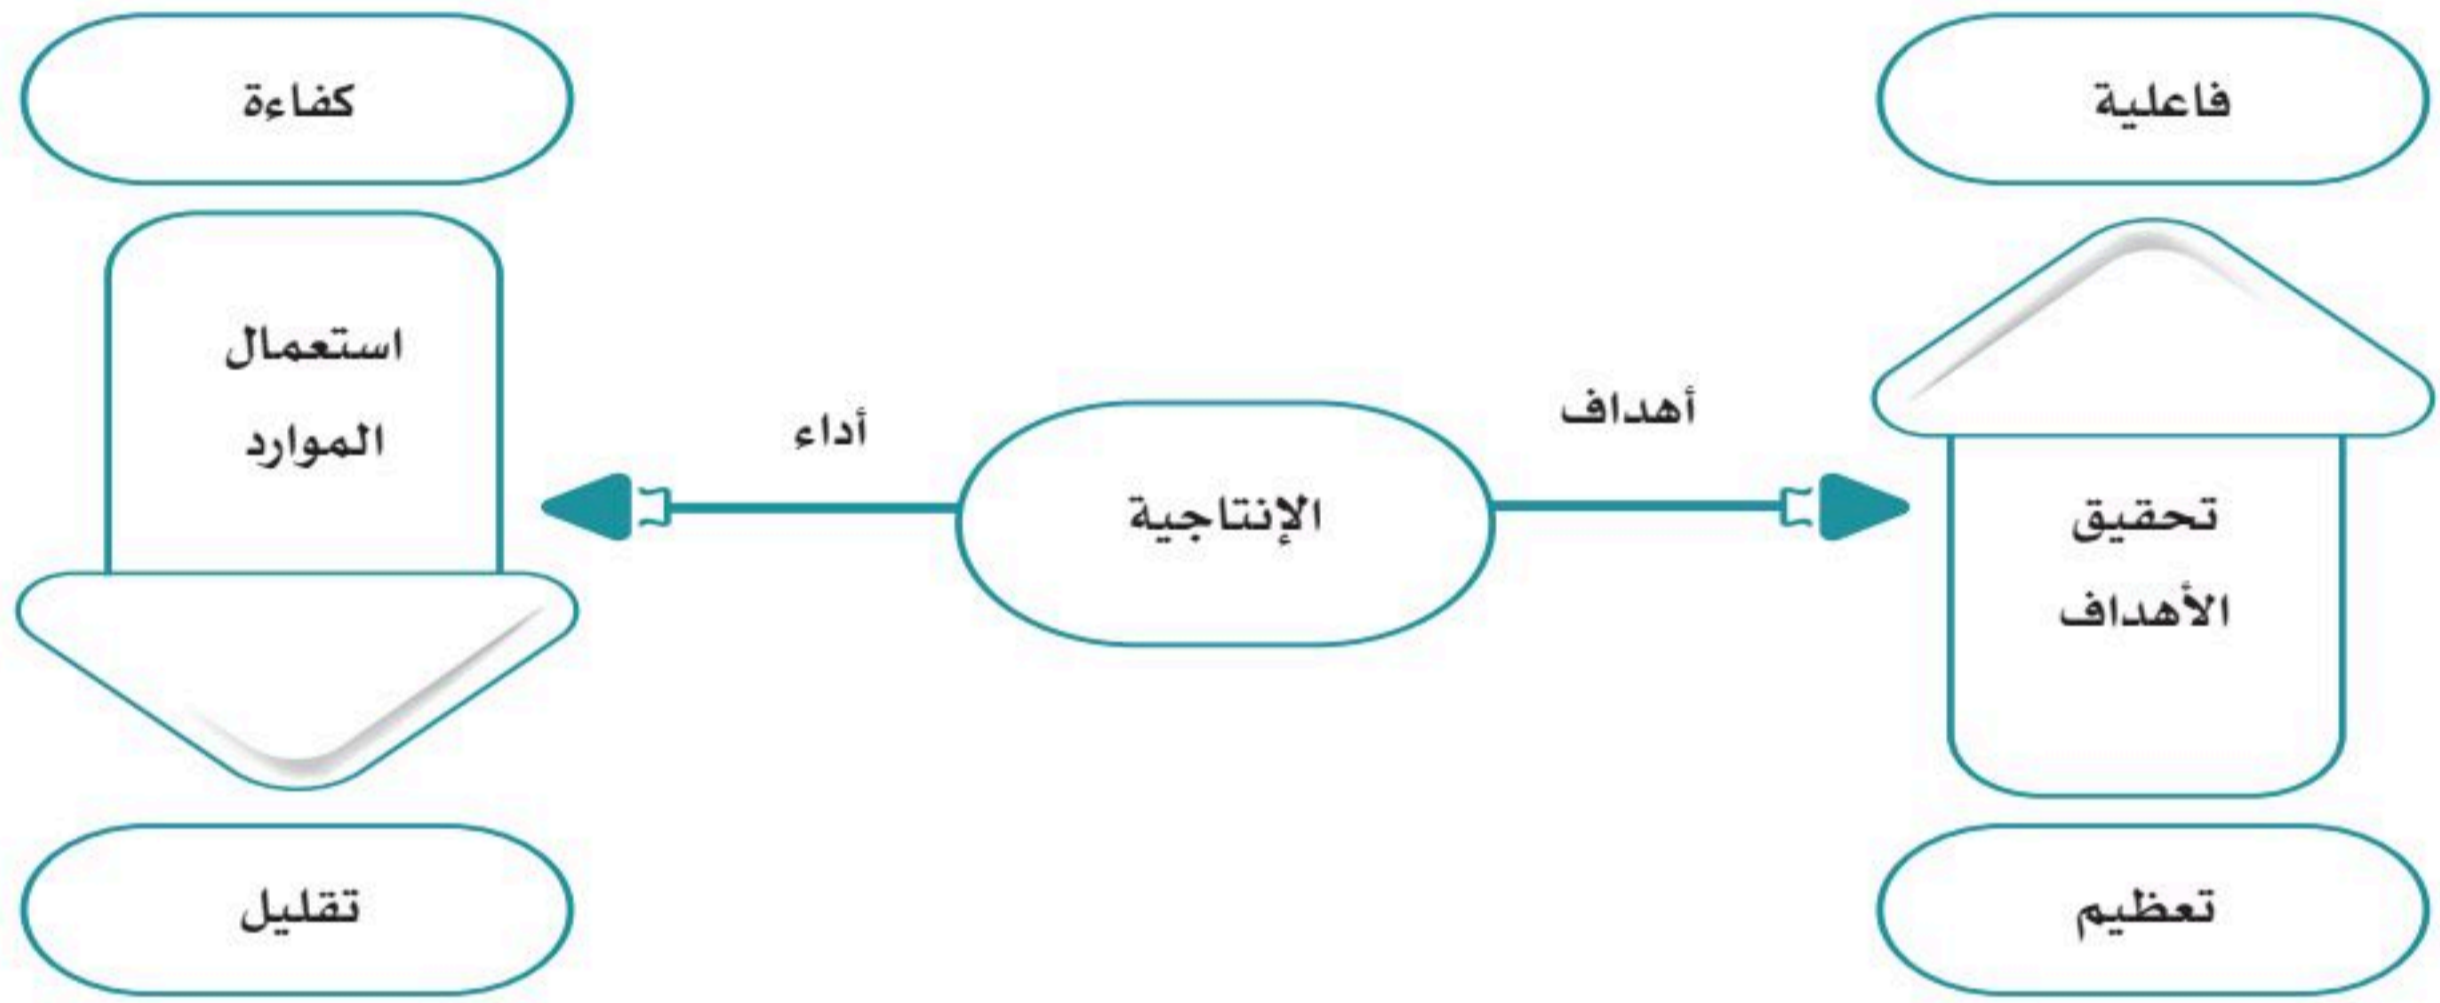 فاعلية
كفاءة
تحقيق
الأهداف
أهداف
الإنتاجية
أداء
استعمال
الموارد
تعظيم
تقليل